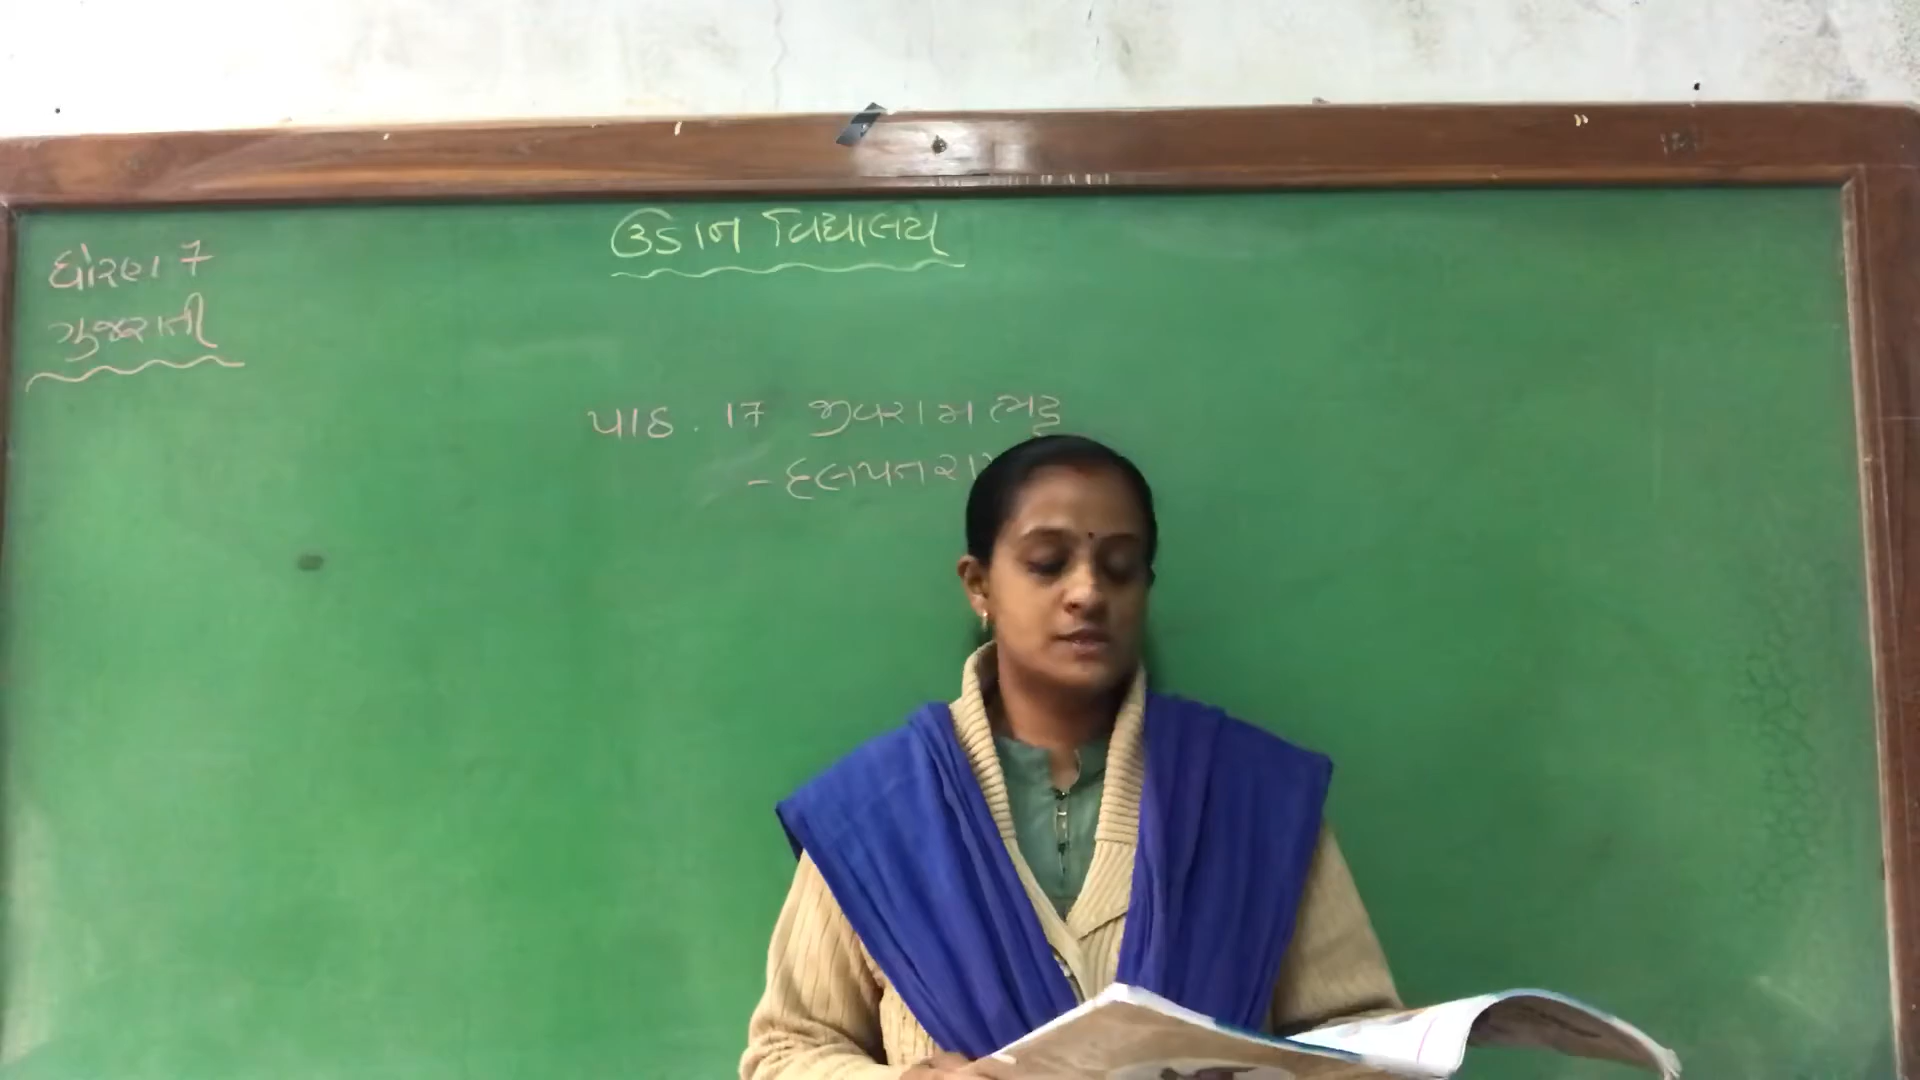 ઉડાન વિદ્યાલય
ધોરણ 7
ગુજરાતી
પાઠ. 17 જીવરામ ભટ્ટ
- દલપતરા